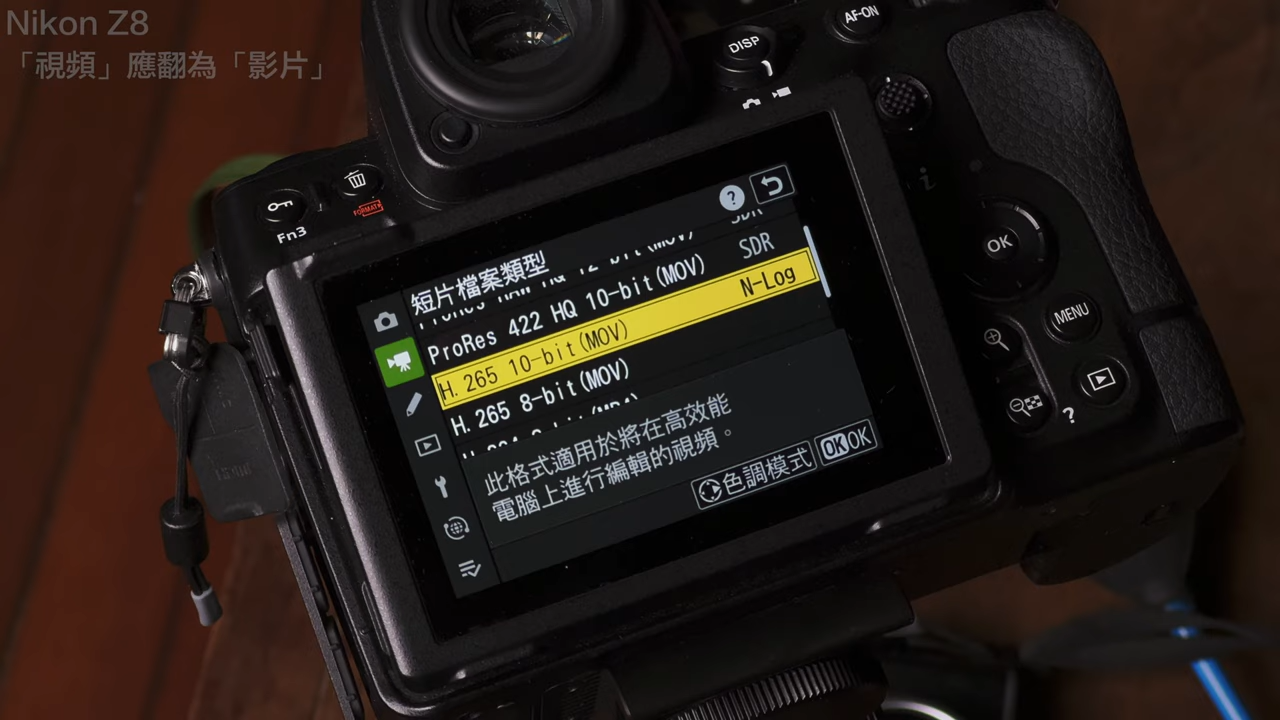 Nikon Z8
「視頻」應翻為「影片」
AF-ON
DISP
Fn3
FORMAT
?
短片檔案類型
SDR
ProRes 422 HQ 10-bit(MOV) SDR
H.265 10-bit(MOV) N-Log
H.265 8-bit(MOV)
此格式適用於將在高效能
電腦上進行編輯的視頻。
色調模式 OK OK
i
OK
MENU
?